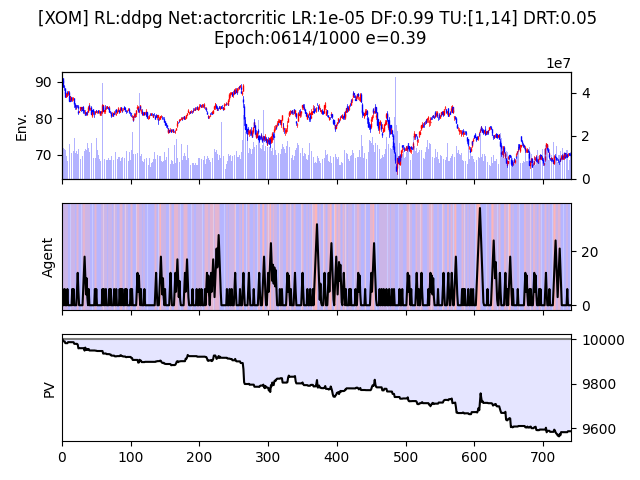 [XOM] RL:ddpg Net:actorcritic LR:1e-05 DF:0.99 TU:[1,14] DRT:0.05
Epoch:0614/1000 e=0.39
1e7
Env.
90
80
70
4
2
0
Agent
20
0
PV
10000
9800
9600
0 100 200 300 400 500 600 700